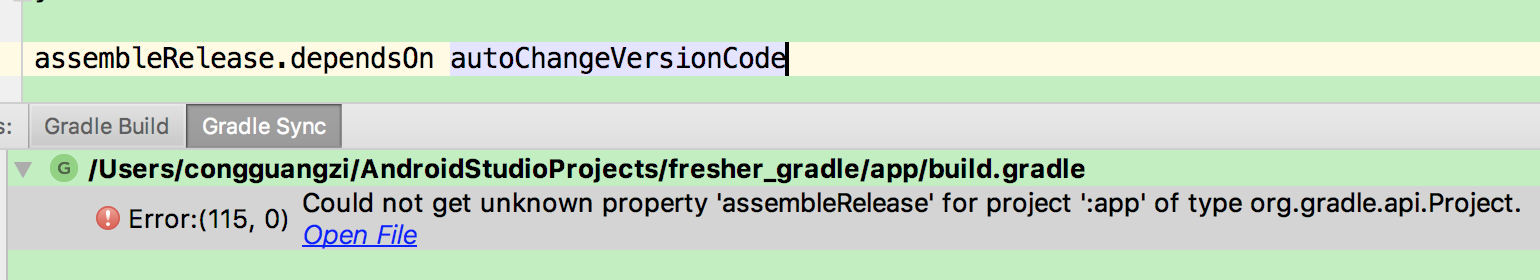 assembleRelease.dependsOn autoChangeVersionCode
s: Gradle Build Gradle Sync
G /Users/congguangzi/AndroidStudioProjects/fresher_gradle/app/build.gradle
Error:(115, 0) Could not get unknown property 'assembleRelease' for project ':app' of type org.gradle.api.Project.
Open File